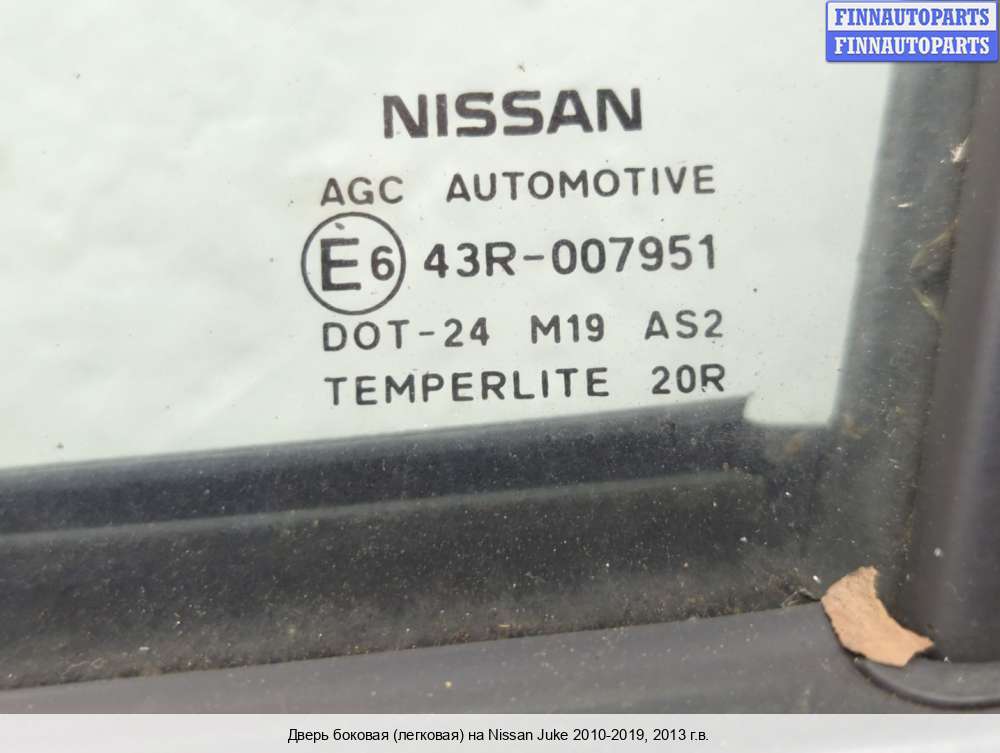 FINNAUTOPARTS
FINNAUTOPARTS
NISSAN
AGC AUTOMOTIVE
E6 43R-007951
DOT-24 M19 AS2
TEMPERLITE 20R
Дверь боковая (легковая) на Nissan Juke 2010-2019, 2013 г.в.